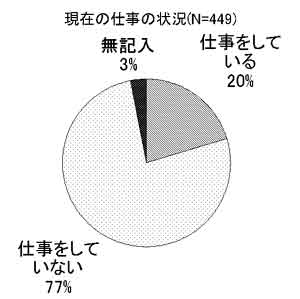 現在の仕事の状況(N=449)
無記入
3%
仕事をして
いる
20%
仕事をして
いない
77%